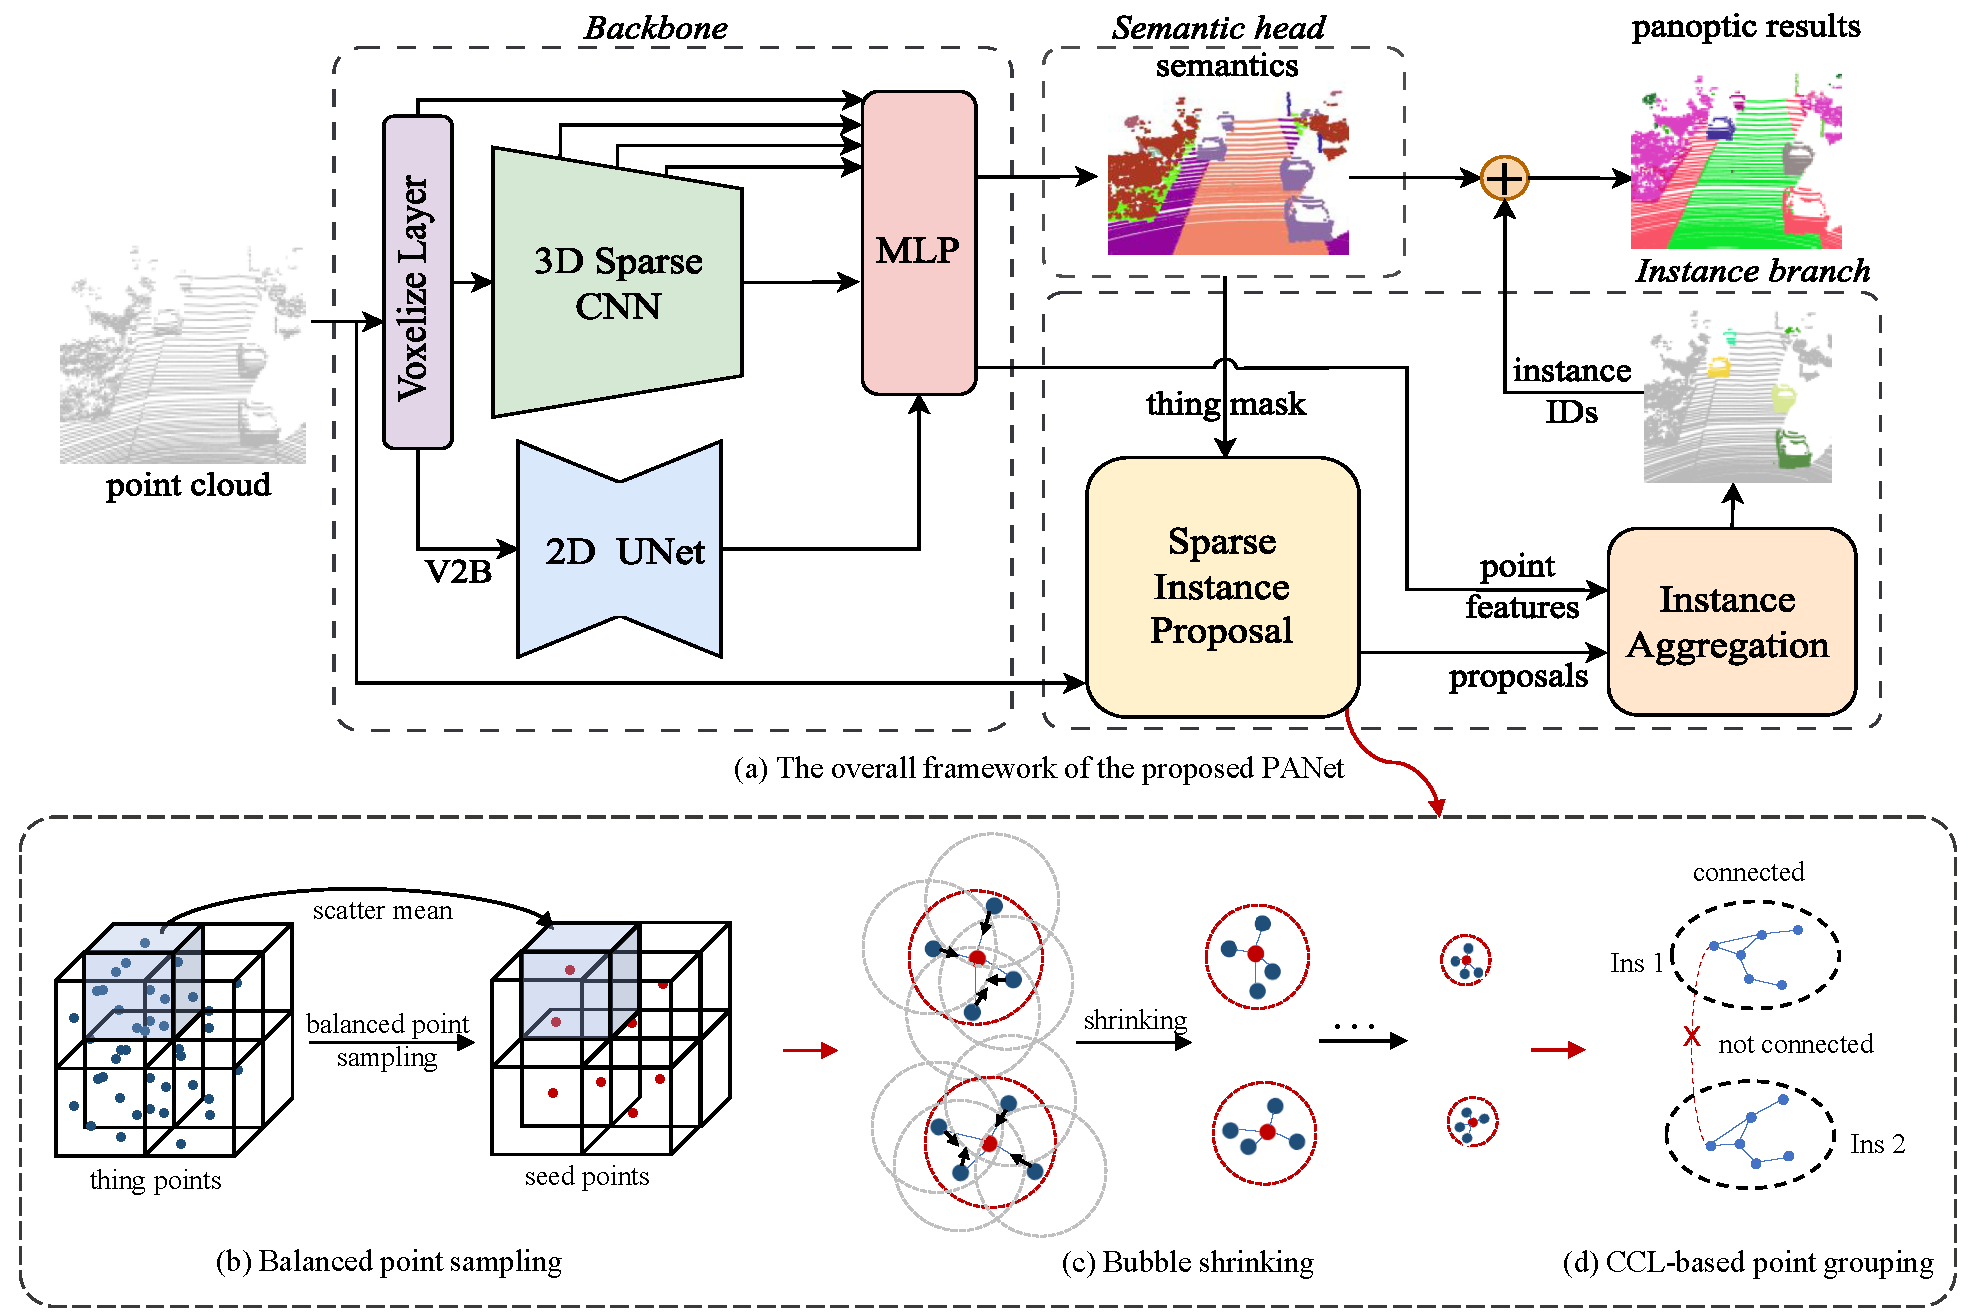 Backbone
Semantic head
semantics
panoptic results
Voxelize Layer
3D Sparse
CNN
MLP
point cloud
V2B
2D UNet
Instance branch
thing mask
instance
IDs
Sparse
Instance
Proposal
point
features
proposals
Instance
Aggregation
(a) The overall framework of the proposed PANet
scatter mean
balanced point
sampling
thing points
seed points
shrinking
...
connected
Ins 1
X
not connected
Ins 2
(b) Balanced point sampling
(c) Bubble shrinking
(d) CCL-based point grouping